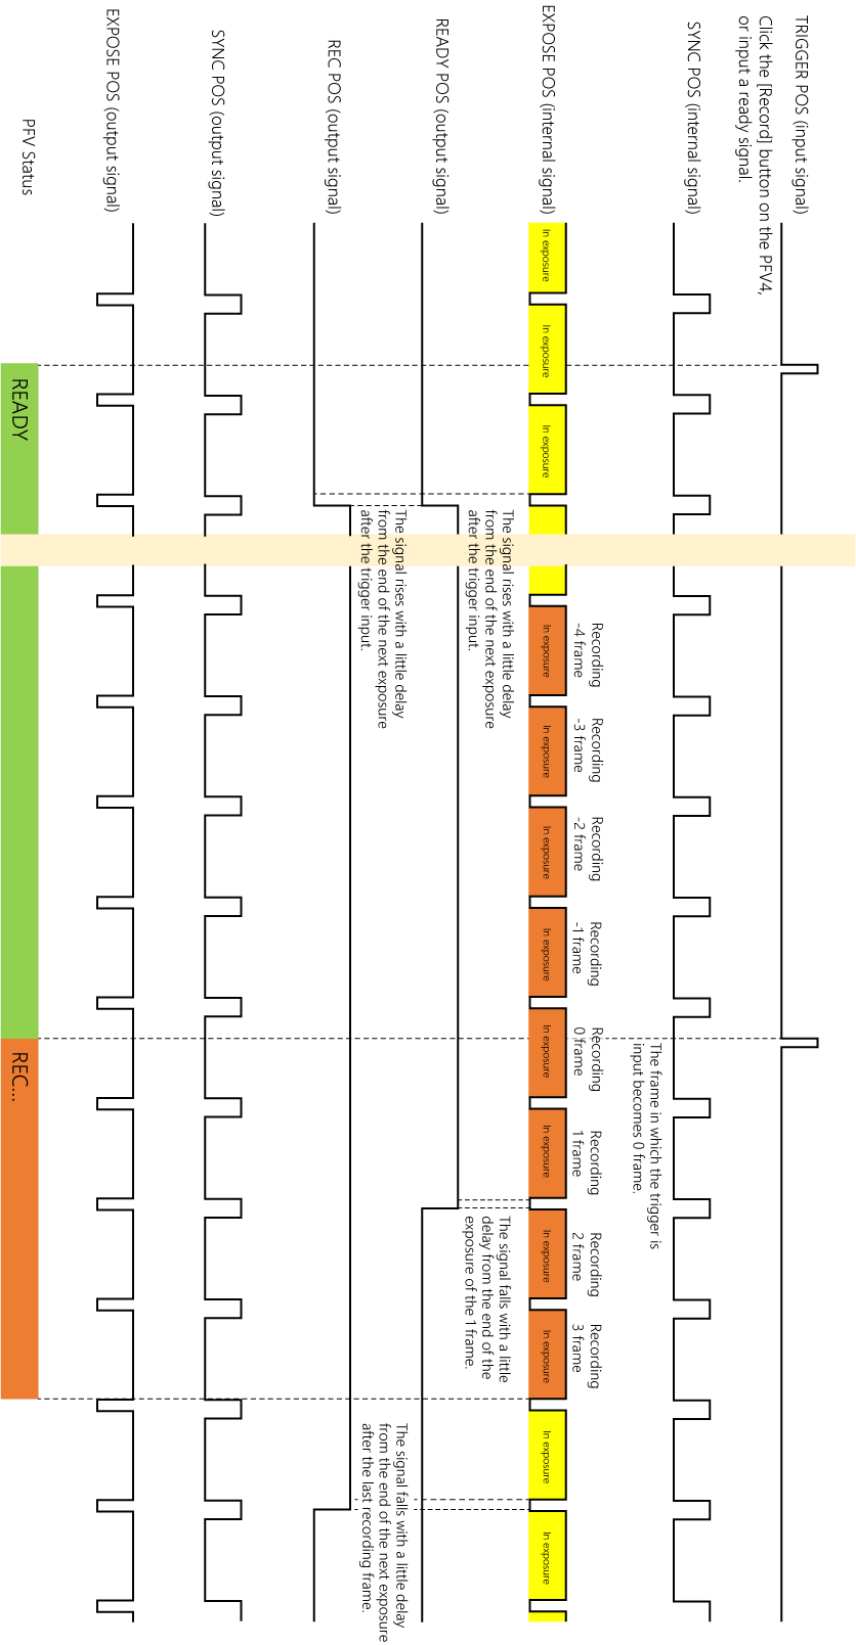 TRIGGER POS (input signal)
Click the [Record] button on the PFV4,
or input a ready signal.
SYNC POS (internal signal)
The frame in which the trigger is
input becomes 0 frame.
Recording
-4 frame
Recording
-3 frame
Recording
-2 frame
Recording
-1 frame
Recording
0 frame
Recording
1 frame
Recording
2 frame
Recording
3 frame
EXPOSE POS (internal signal)
In exposure
In exposure
In exposure
In exposure
In exposure
In exposure
In exposure
In exposure
In exposure
In exposure
In exposure
In exposure
In exposure
READY POS (output signal)
The signal rises with a little delay
from the end of the next exposure
after the trigger input.
The signal falls with a little
delay from the end of the
exposure of the 1 frame.
REC POS (output signal)
The signal rises with a little delay
from the end of the next exposure
after the trigger input.
The signal falls with a little delay
from the end of the next exposure
after the last recording frame.
SYNC POS (output signal)
EXPOSE POS (output signal)
PFV Status
READY
REC...